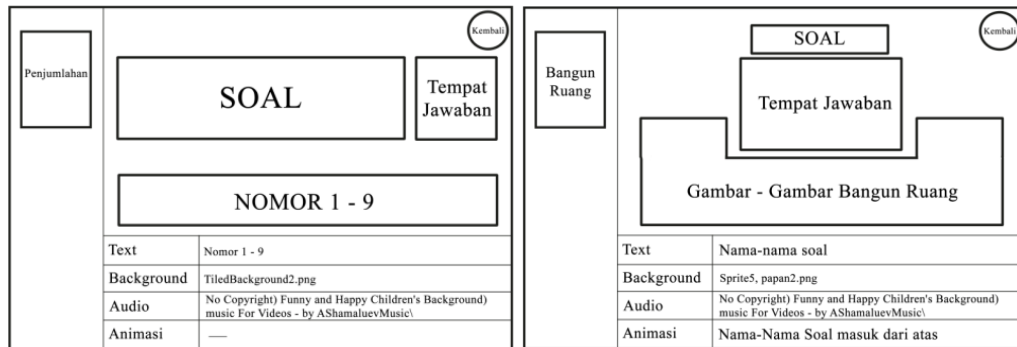 Kembali
Penjumlahan
SOAL
Tempat
Jawaban
NOMOR 1 - 9
Text
Nomor 1 - 9
Background
TiledBackground2.png
Audio
No Copyright) Funny and Happy Children's Background)
music For Videos - by AShamaluevMusic\
Animasi
—
Kembali
Bangun
Ruang
SOAL
Tempat Jawaban
Gambar - Gambar Bangun Ruang
Text
Nama-nama soal
Background
Sprite5, papan2.png
Audio
No Copyright) Funny and Happy Children's Background)
music For Videos - by AShamaluevMusic\
Animasi
Nama-Nama Soal masuk dari atas